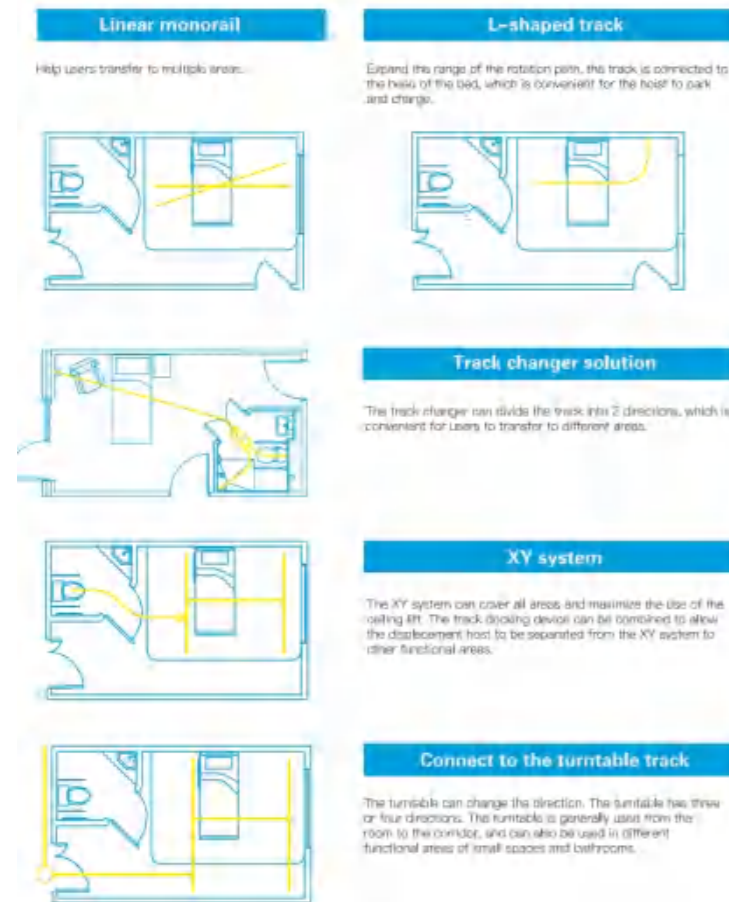 Linear monorail
Help users transfer to multiple areas.
L-shaped track
Expand the range of the rotation path, this track is connected to
the head of the bed, which is convenient for the hoist to park
and charge.
Track changer solution
The track changer can divide the track into 2 directions, which is
convenient for users to transfer to different areas.
XY system
The XY system can cover all areas and maximize the use of the
ceiling lift. The track docking device can be combined to allow
the displacement host to be separated from the XY system to
other functional areas.
Connect to the turntable track
The turntable can change the direction. The turntable has three
or four directions. The turntable is generally used from the
room to the corridor, and can also be used in different
functional areas of small spaces and bathrooms.